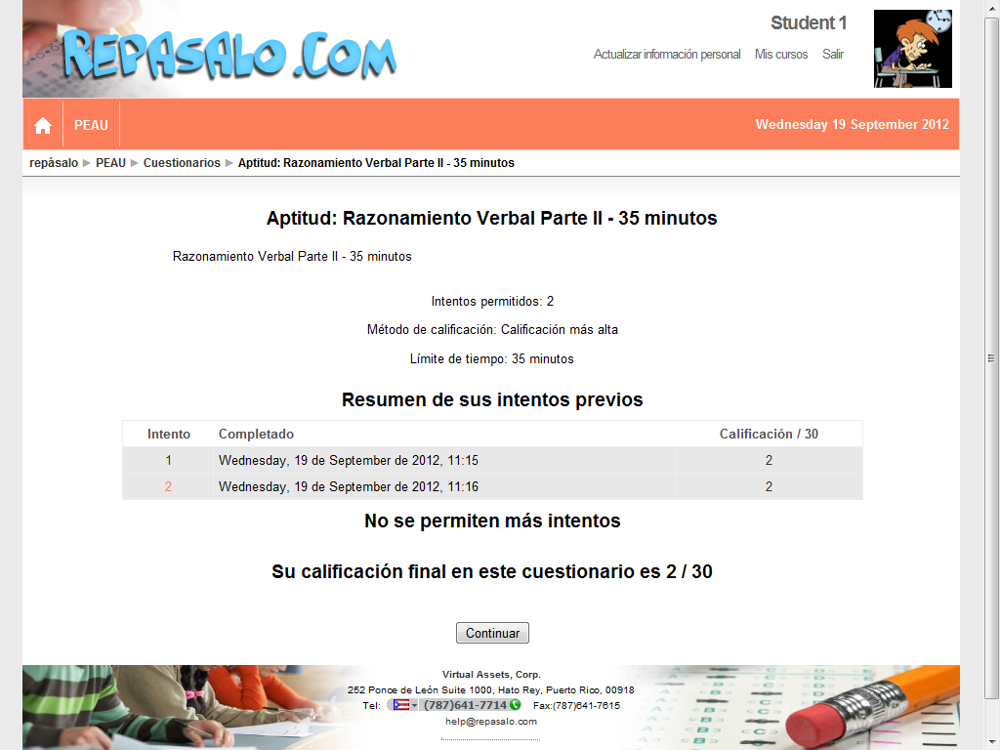 REPASALO.COM
Student 1
Actualizar información personal Mis cursos Salir
PEAU
Wednesday 19 September 2012
repásalo ► PEAU ► Cuestionarios ► Aptitud: Razonamiento Verbal Parte II - 35 minutos
Aptitud: Razonamiento Verbal Parte II - 35 minutos
Razonamiento Verbal Parte II - 35 minutos
Intentos permitidos: 2
Método de calificación: Calificación más alta
Límite de tiempo: 35 minutos
Resumen de sus intentos previos
Intento Completado Calificación / 30
1 Wednesday, 19 de September de 2012, 11:15 2
2 Wednesday, 19 de September de 2012, 11:16 2
No se permiten más intentos
Su calificación final en este cuestionario es 2 / 30
Continuar
Virtual Assets, Corp.
252 Ponce de León Suite 1000, Hato Rey, Puerto Rico, 00918
Tel: (787)641-7714 Fax:(787)641-7615
help@repasalo.com